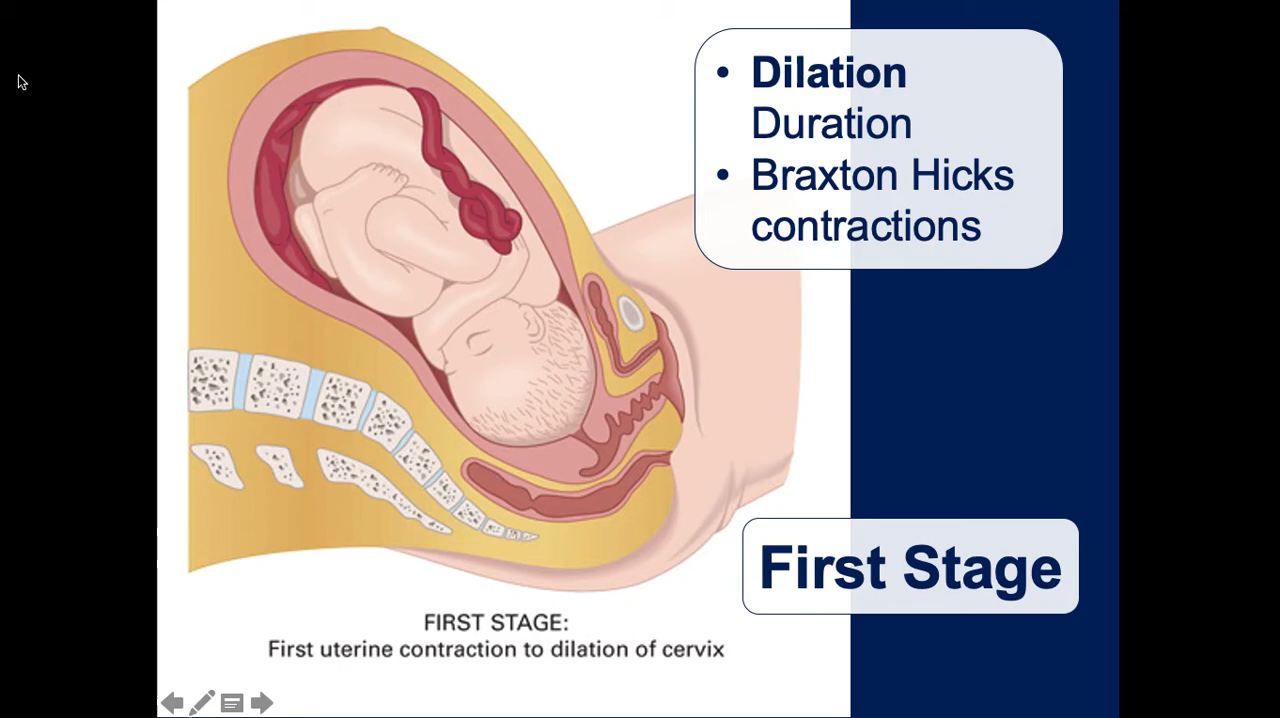 • Dilation
Duration
• Braxton Hicks
contractions
First Stage
FIRST STAGE:
First uterine contraction to dilation of cervix